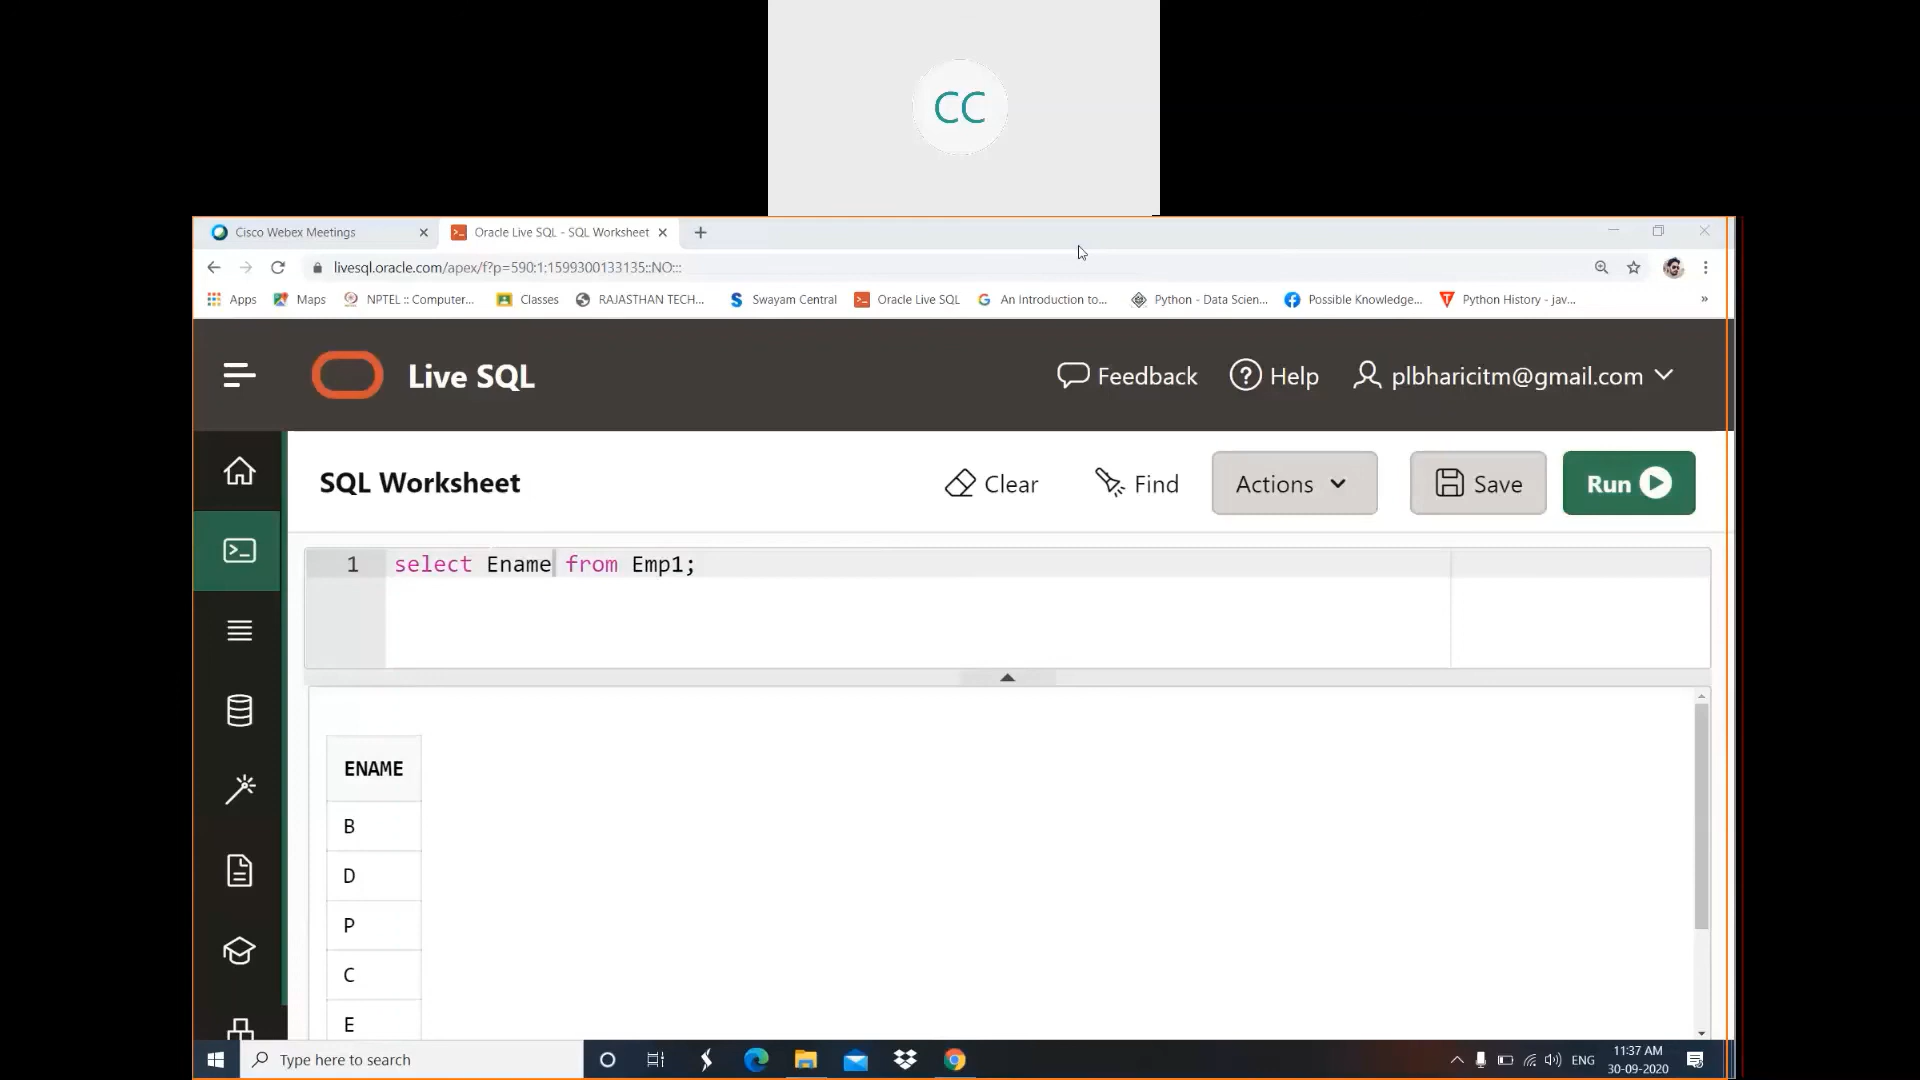 CC
Cisco Webex Meetings
Oracle Live SQL - SQL Worksheet
livesql.oracle.com/apex/f?p=590:1:1599300133135::NO:::
Apps Maps NPTEL :: Computer... Classes RAJASTHAN TECH... Swayam Central Oracle Live SQL An Introduction to... Python - Data Scien... Possible Knowledge... Python History - jav... »
Live SQL
Feedback
Help
plbharicitm@gmail.com
SQL Worksheet
Clear
Find
Actions
Save
Run
1 select Ename from Emp1;
ENAME
B
D
P
C
E
Type here to search
ENG
11:37 AM
30-09-2020